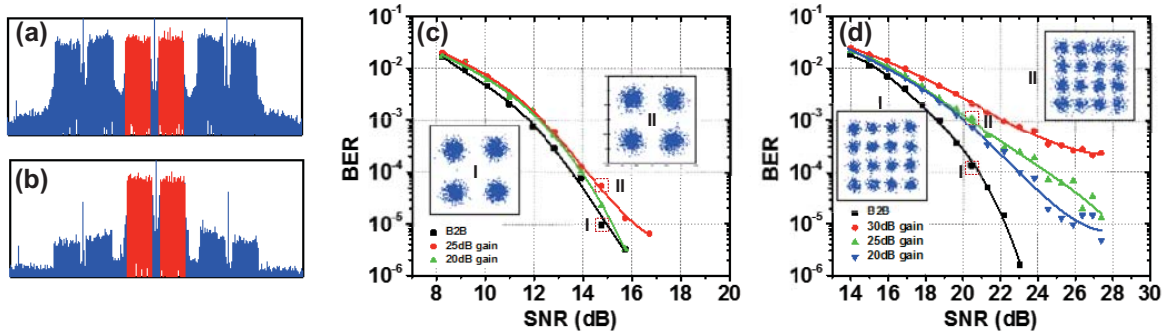 (a)
(b)
(c)
BER
10⁻¹
10⁻²
10⁻³
10⁻⁴
10⁻⁵
10⁻⁶
6 8 10 12 14 16 18 20
SNR (dB)
I
II
II
I
B2B
25dB gain
20dB gain
(d)
BER
10⁻¹
10⁻²
10⁻³
10⁻⁴
10⁻⁵
10⁻⁶
14 16 18 20 22 24 26 28 30
SNR (dB)
II
I
II
I
B2B
30dB gain
25dB gain
20dB gain